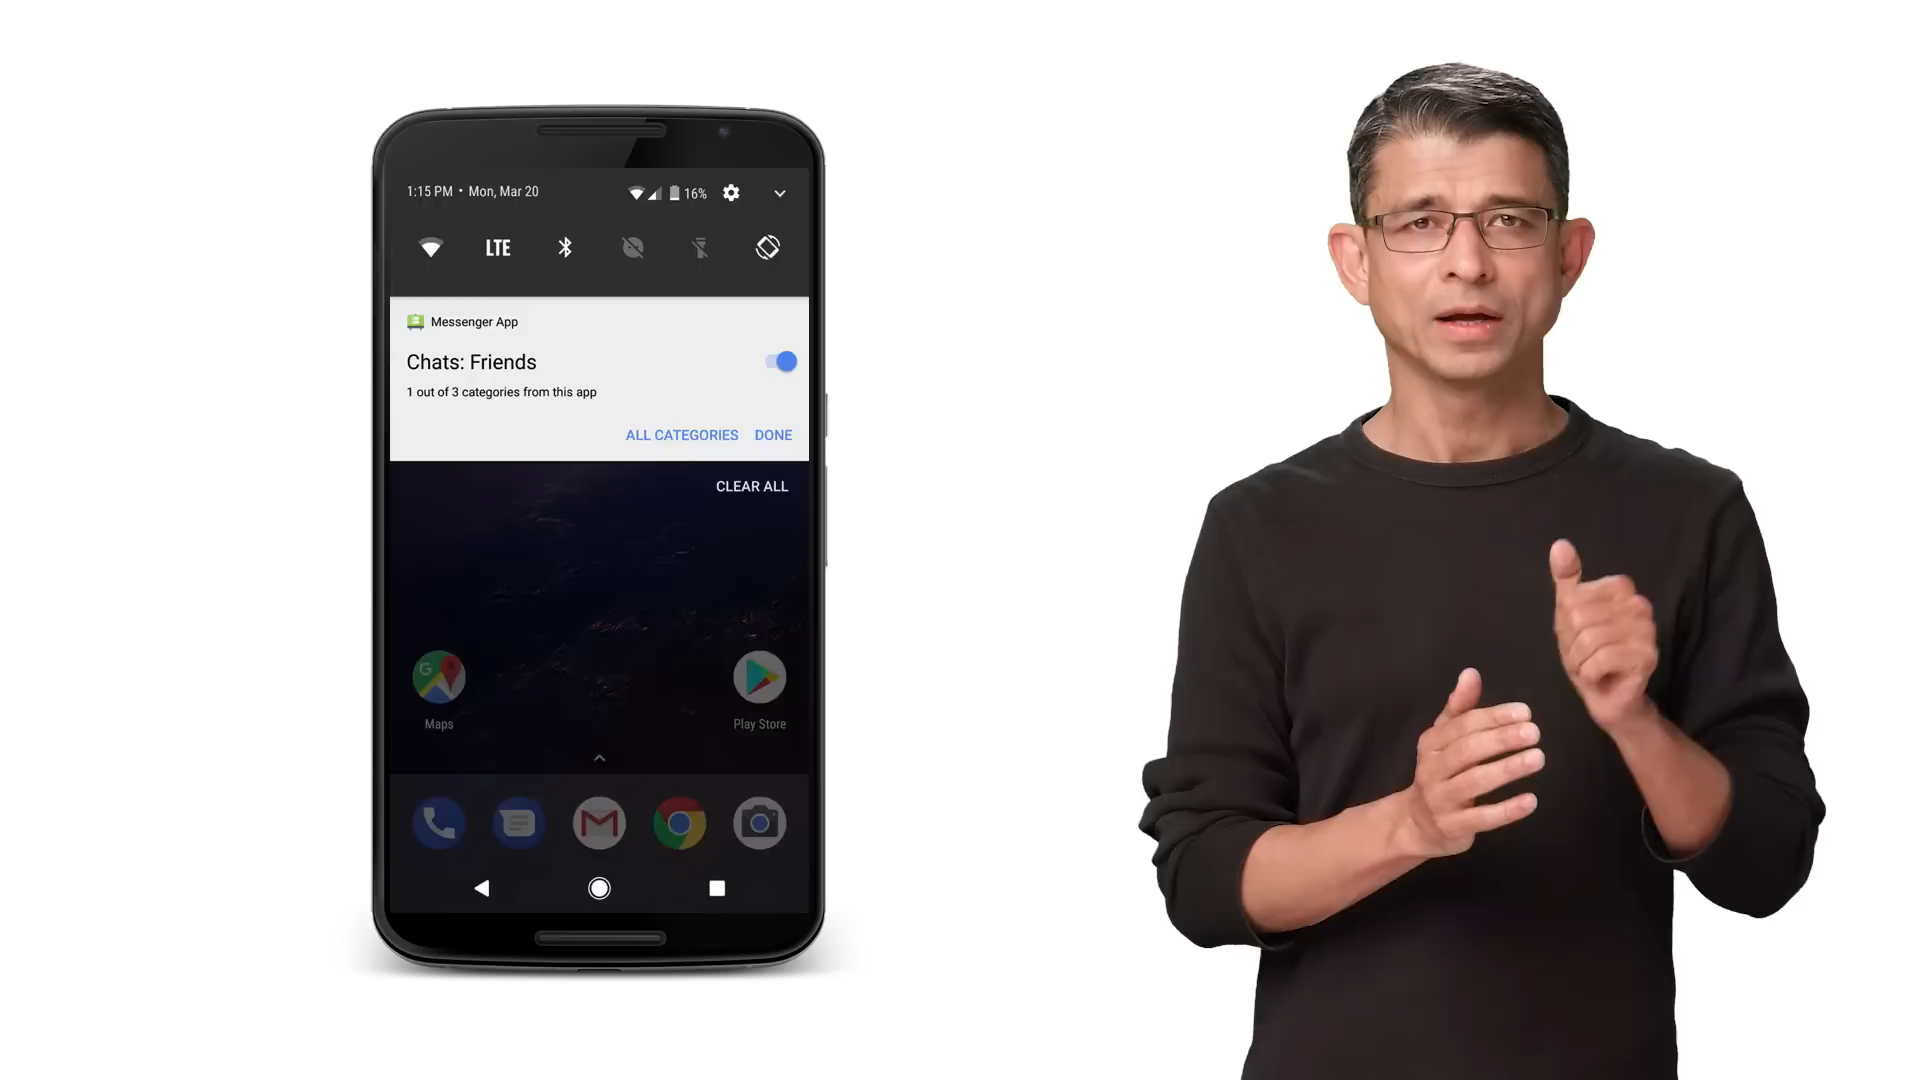 1:15 PM • Mon, Mar 20 16%
LTE
Messenger App
Chats: Friends
1 out of 3 categories from this app
ALL CATEGORIES DONE
CLEAR ALL
Maps Play Store